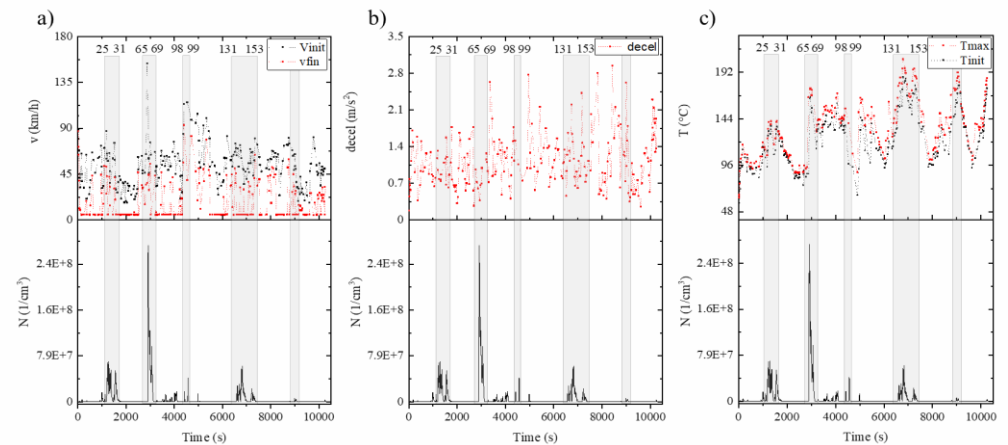 a)
180
135
90
45
0
v (km/h)
25 31 65 69 98 99 131 153
Vinit
vfin
2.4E+8
1.6E+8
7.9E+7
0
N (1/cm³)
0 2000 4000 6000 8000 10000
Time (s)
b)
3.5
2.8
2.1
1.4
0.7
0
decel (m/s²)
25 31 65 69 98 99 131 153
decel
2.4E+8
1.6E+8
7.9E+7
0
N (1/cm³)
0 2000 4000 6000 8000 10000
Time (s)
c)
192
144
96
48
T (°C)
25 31 65 69 98 99 131 153
Tmax
Tinit
2.4E+8
1.6E+8
7.9E+7
0
N (1/cm³)
0 2000 4000 6000 8000 10000
Time (s)